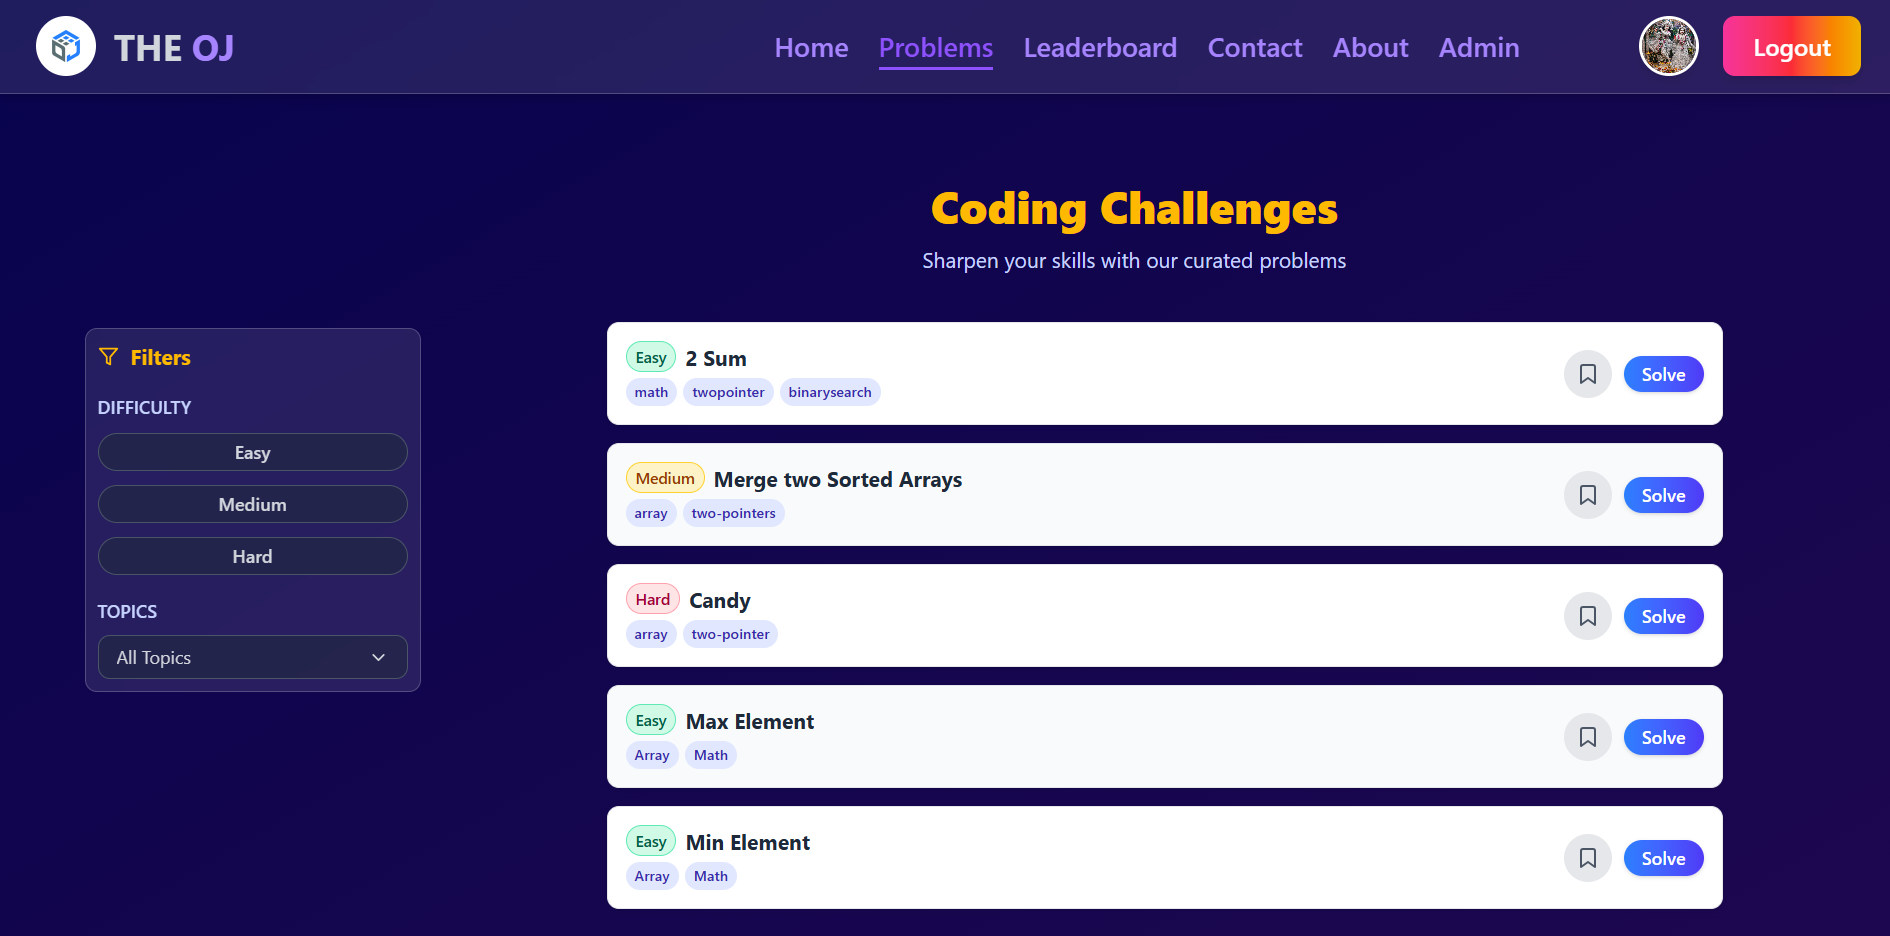 THE OJ
Home Problems Leaderboard Contact About Admin
Logout
Coding Challenges
Sharpen your skills with our curated problems
Filters
DIFFICULTY
Easy
Medium
Hard
TOPICS
All Topics
Easy 2 Sum
math twopointer binarysearch
Solve
Medium Merge two Sorted Arrays
array two-pointers
Solve
Hard Candy
array two-pointer
Solve
Easy Max Element
Array Math
Solve
Easy Min Element
Array Math
Solve